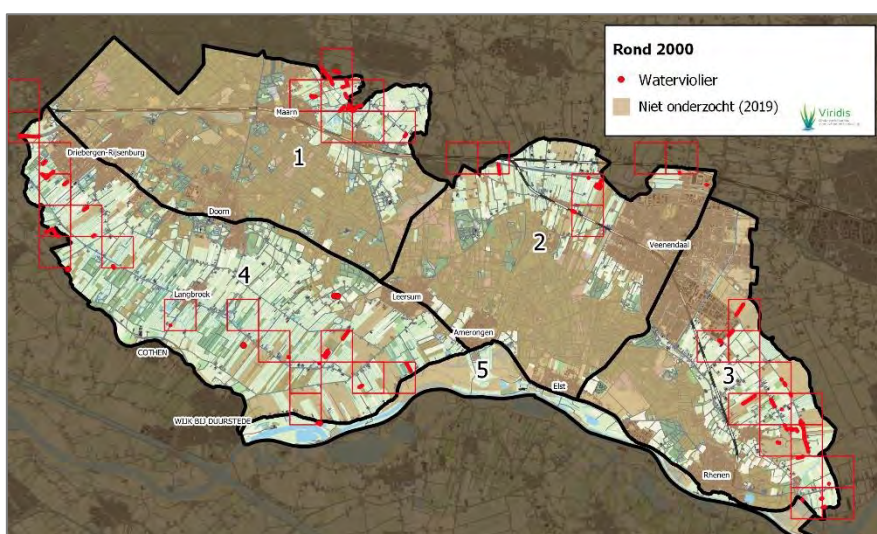 Rond 2000
Waterviolier
Niet onderzocht (2019)
Viridis
Maarn
1
Driebergen-Rijsenburg
Doorn
2
Veenendaal
4
Langbroek
Leersum
COTHEN
Amerongen
5
Elst
3
WIJK BIJ DUURSTEDE
Rhenen